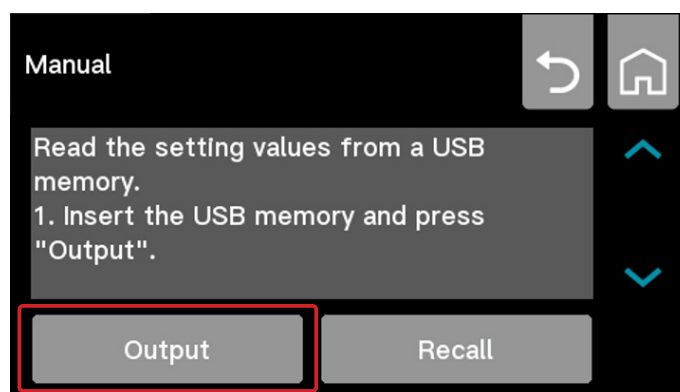 Manual
Read the setting values from a USB
memory.
1. Insert the USB memory and press
"Output".
Output
Recall